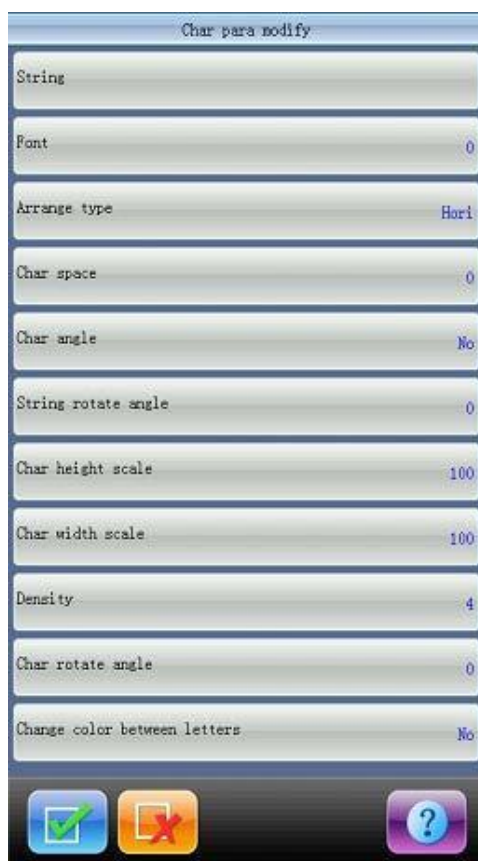 Char para modify
String
Font 0
Arrange type Hori
Char space 0
Char angle No
String rotate angle 0
Char height scale 100
Char width scale 100
Density 4
Char rotate angle 0
Change color between letters No
?